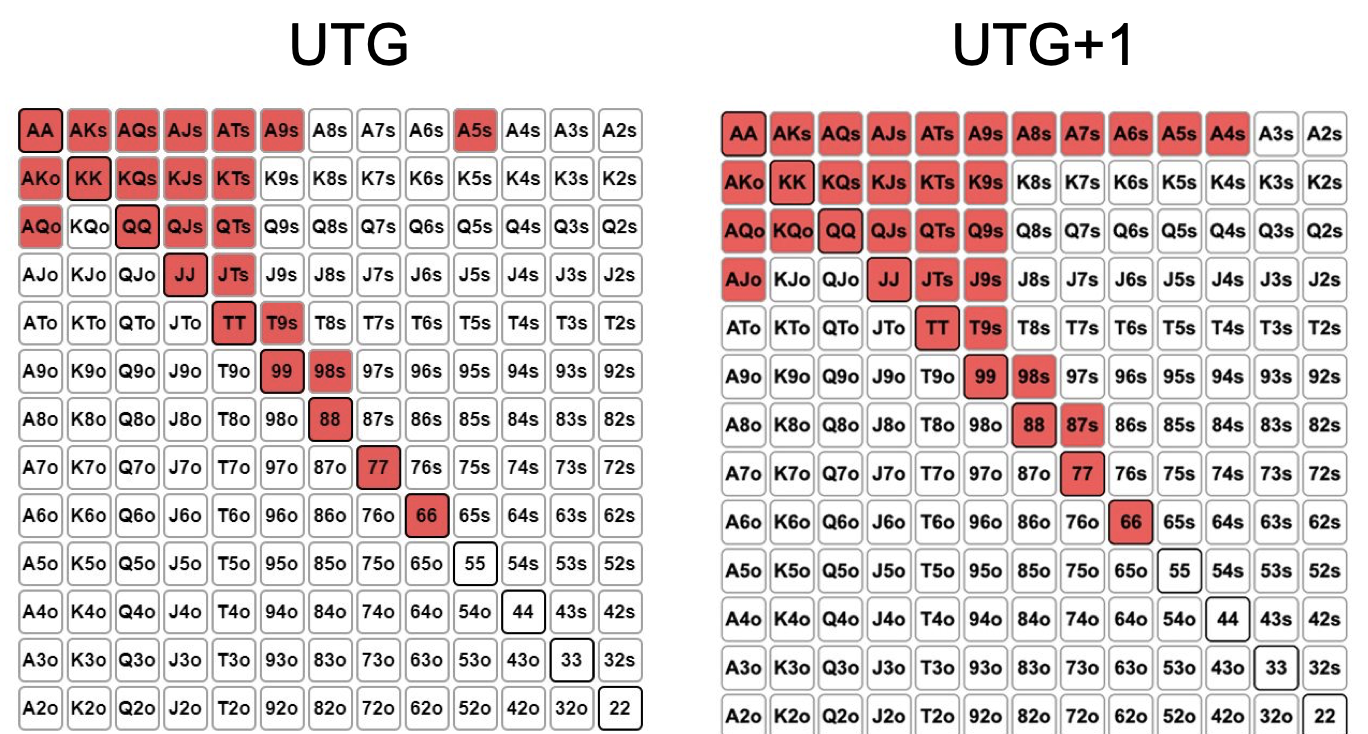 UTG
AA AKs AQs AJs ATs A9s A8s A7s A6s A5s A4s A3s A2s
AKo KK KQs KJs KTs K9s K8s K7s K6s K5s K4s K3s K2s
AQo KQo QQ QJs QTs Q9s Q8s Q7s Q6s Q5s Q4s Q3s Q2s
AJo KJo QJo JJ JTs J9s J8s J7s J6s J5s J4s J3s J2s
ATo KTo QTo JTo TT T9s T8s T7s T6s T5s T4s T3s T2s
A9o K9o Q9o J9o T9o 99 98s 97s 96s 95s 94s 93s 92s
A8o K8o Q8o J8o T8o 98o 88 87s 86s 85s 84s 83s 82s
A7o K7o Q7o J7o T7o 97o 87o 77 76s 75s 74s 73s 72s
A6o K6o Q6o J6o T6o 96o 86o 76o 66 65s 64s 63s 62s
A5o K5o Q5o J5o T5o 95o 85o 75o 65o 55 54s 53s 52s
A4o K4o Q4o J4o T4o 94o 84o 74o 64o 54o 44 43s 42s
A3o K3o Q3o J3o T3o 93o 83o 73o 63o 53o 43o 33 32s
A2o K2o Q2o J2o T2o 92o 82o 72o 62o 52o 42o 32o 22
UTG+1
AA AKs AQs AJs ATs A9s A8s A7s A6s A5s A4s A3s A2s
AKo KK KQs KJs KTs K9s K8s K7s K6s K5s K4s K3s K2s
AQo KQo QQ QJs QTs Q9s Q8s Q7s Q6s Q5s Q4s Q3s Q2s
AJo KJo QJo JJ JTs J9s J8s J7s J6s J5s J4s J3s J2s
ATo KTo QTo JTo TT T9s T8s T7s T6s T5s T4s T3s T2s
A9o K9o Q9o J9o T9o 99 98s 97s 96s 95s 94s 93s 92s
A8o K8o Q8o J8o T8o 98o 88 87s 86s 85s 84s 83s 82s
A7o K7o Q7o J7o T7o 97o 87o 77 76s 75s 74s 73s 72s
A6o K6o Q6o J6o T6o 96o 86o 76o 66 65s 64s 63s 62s
A5o K5o Q5o J5o T5o 95o 85o 75o 65o 55 54s 53s 52s
A4o K4o Q4o J4o T4o 94o 84o 74o 64o 54o 44 43s 42s
A3o K3o Q3o J3o T3o 93o 83o 73o 63o 53o 43o 33 32s
A2o K2o Q2o J2o T2o 92o 82o 72o 62o 52o 42o 32o 22